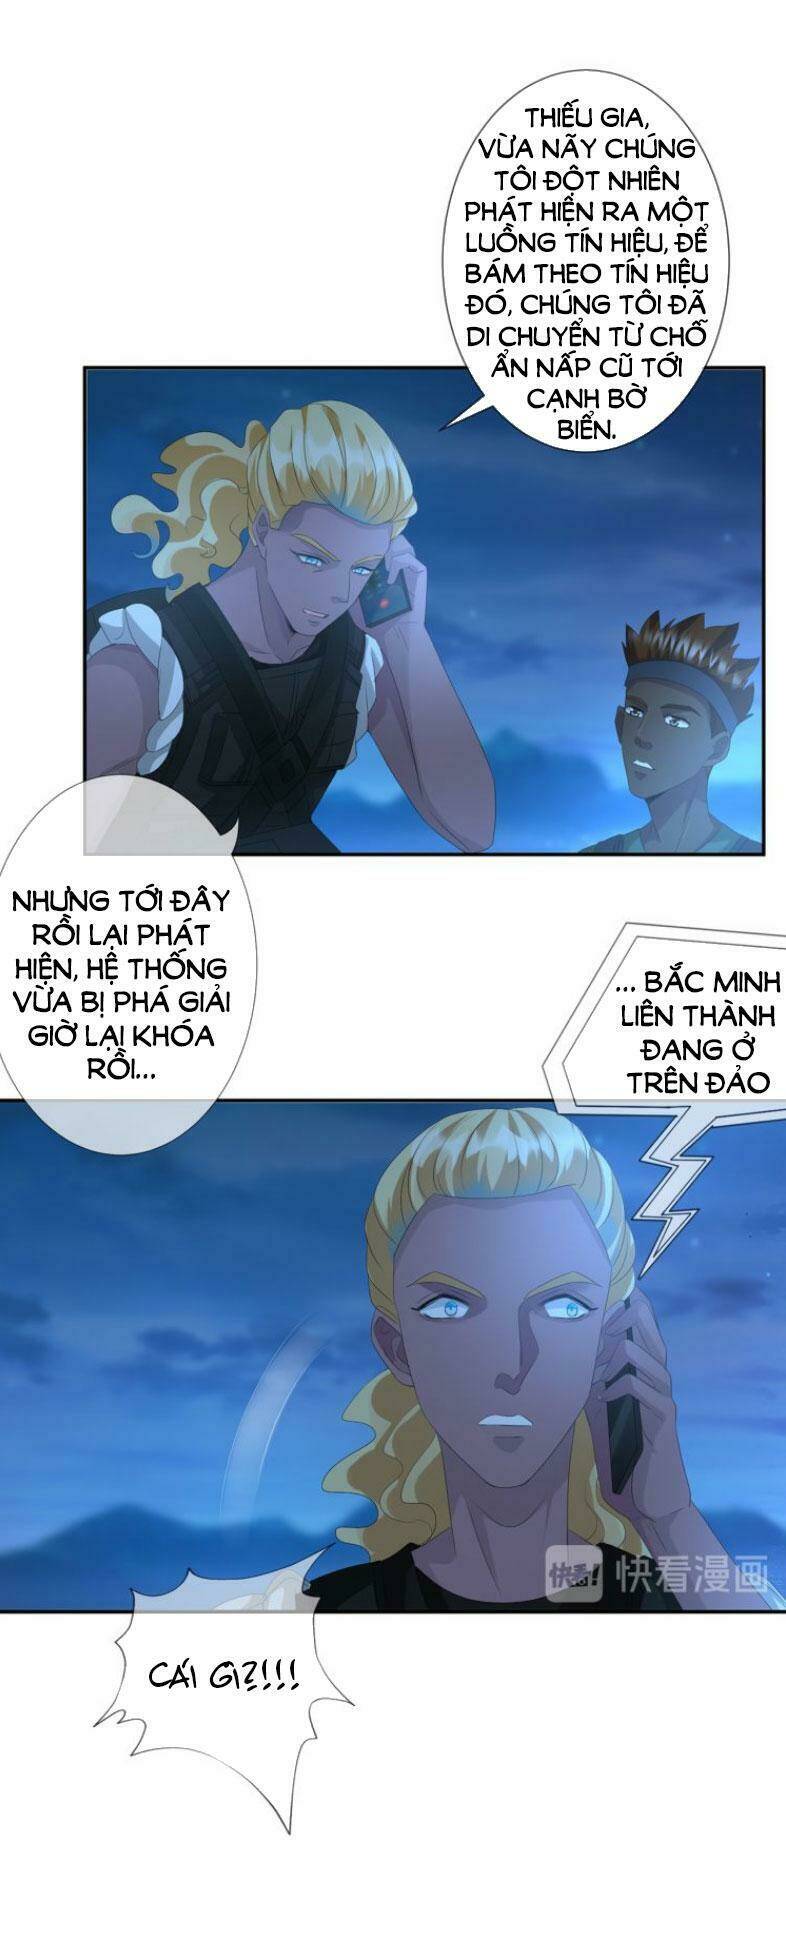 THIẾU GIA,
VỪA NÃY CHÚNG
TÔI ĐỘT NHIÊN
PHÁT HIỆN RA MỘT
LUỒNG TÍN HIỆU, ĐỂ
BÁM THEO TÍN HIỆU
ĐÓ, CHÚNG TÔI ĐÃ
DI CHUYỂN TỪ CHỖ
ẨN NẤP CŨ TỚI
CẠNH BỜ
BIỂN.
NHƯNG TỚI ĐÂY
RỒI LẠI PHÁT
HIỆN, HỆ THỐNG
VỪA BỊ PHÁ GIẢI
GIỜ LẠI KHÓA
RỒI...
... BẮC MINH
LIÊN THÀNH
ĐANG Ở
TRÊN ĐẢO
快看! 快看漫画
CÁI GÌ?!!!